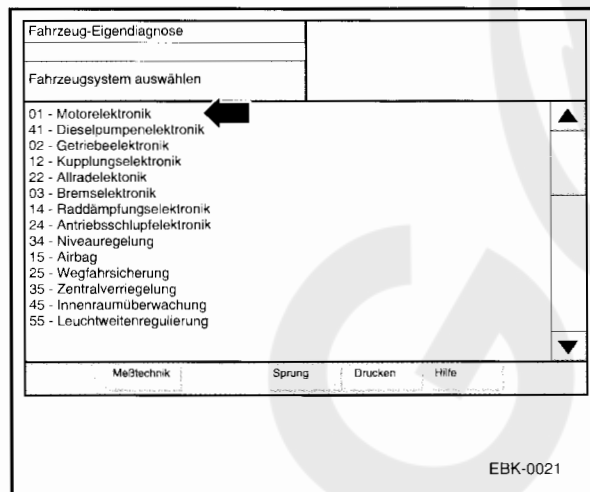 Fahrzeug-Eigendiagnose
Fahrzeugsystem auswählen
01 - Motorelektronik
41 - Dieselpumpenelektronik
02 - Getriebeelektronik
12 - Kupplungselektronik
22 - Allradelektonik
03 - Bremselektronik
14 - Raddämpfungselektronik
24 - Antriebsschlupfelektronik
34 - Niveauregelung
15 - Airbag
25 - Wegfahrsicherung
35 - Zentralverriegelung
45 - Innenraumüberwachung
55 - Leuchtweitenregulierung
Meßtechnik Sprung Drucken Hilfe
EBK-0021